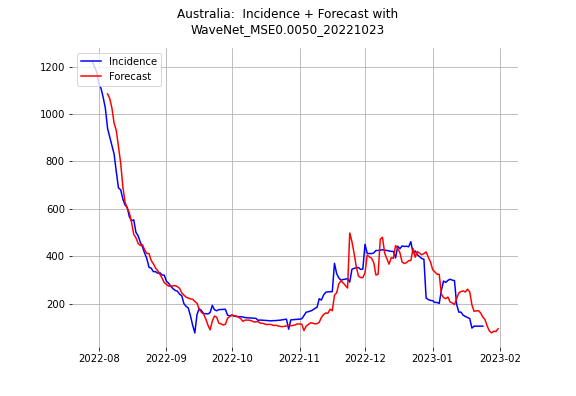 Australia:  Incidence + Forecast with
WaveNet_MSE0.0050_20221023
Incidence
Forecast
1200
1000
800
600
400
200
2022-08 2022-09 2022-10 2022-11 2022-12 2023-01 2023-02